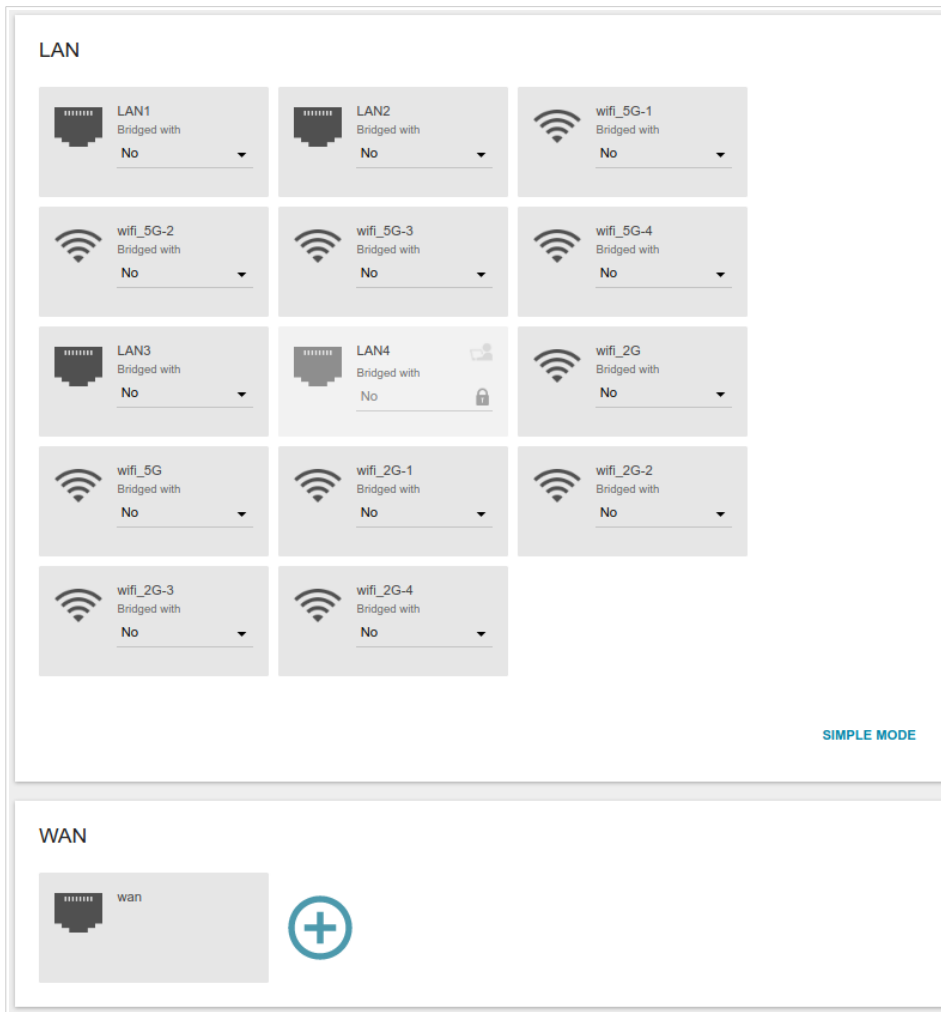 LAN
LAN1
Bridged with
No
LAN2
Bridged with
No
wifi_5G-1
Bridged with
No
wifi_5G-2
Bridged with
No
wifi_5G-3
Bridged with
No
wifi_5G-4
Bridged with
No
LAN3
Bridged with
No
LAN4
Bridged with
No
wifi_2G
Bridged with
No
wifi_5G
Bridged with
No
wifi_2G-1
Bridged with
No
wifi_2G-2
Bridged with
No
wifi_2G-3
Bridged with
No
wifi_2G-4
Bridged with
No
SIMPLE MODE
WAN
wan